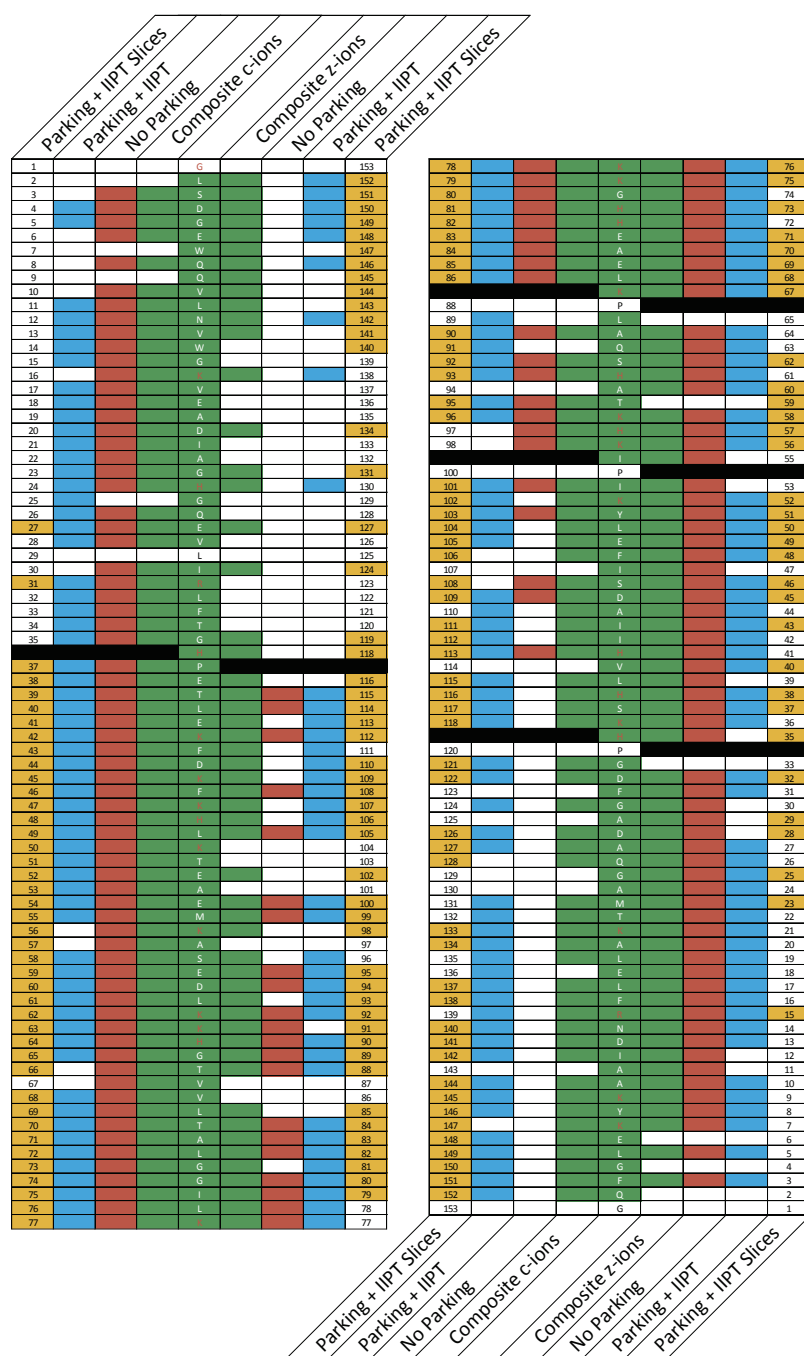 Parking + IIPT Slices
Parking + IIPT
No Parking
Composite c-ions
Composite z-ions
No Parking
Parking + IIPT
Parking + IIPT Slices
1 G 153
2 L 152
3 S 151
4 D 150
5 G 149
6 E 148
7 W 147
8 Q 146
9 Q 145
10 V 144
11 L 143
12 N 142
13 V 141
14 W 140
15 G 139
16 138
17 V 137
18 E 136
19 A 135
20 D 134
21 I 133
22 A 132
23 G 131
24 130
25 G 129
26 Q 128
27 E 127
28 V 126
29 L 125
30 I 124
31 123
32 L 122
33 F 121
34 T 120
35 G 119
118
37 P
38 E 116
39 T 115
40 L 114
41 E 113
42 112
43 F 111
44 D 110
45 109
46 F 108
47 107
48 106
49 L 105
50 104
51 T 103
52 E 102
53 A 101
54 E 100
55 M 99
56 98
57 A 97
58 S 96
59 E 95
60 D 94
61 L 93
62 92
63 91
64 90
65 G 89
66 T 88
67 V 87
68 V 86
69 L 85
70 T 84
71 A 83
72 L 82
73 G 81
74 G 80
75 I 79
76 L 78
77 77
78 76
79 75
80 G 74
81 73
82 72
83 E 71
84 A 70
85 E 69
86 L 68
67
88 P
89 L 65
90 A 64
91 Q 63
92 S 62
93 61
94 A 60
95 T 59
96 58
97 57
98 56
I 55
100 P
101 I 53
102 52
103 Y 51
104 L 50
105 E 49
106 F 48
107 I 47
108 S 46
109 D 45
110 A 44
111 I 43
112 I 42
113 41
114 V 40
115 L 39
116 38
117 S 37
118 36
35
120 P
121 G 33
122 D 32
123 F 31
124 G 30
125 A 29
126 D 28
127 A 27
128 Q 26
129 G 25
130 A 24
131 M 23
132 T 22
133 21
134 A 20
135 L 19
136 E 18
137 L 17
138 F 16
139 15
140 N 14
141 D 13
142 I 12
143 A 11
144 A 10
145 9
146 Y 8
147 7
148 E 6
149 L 5
150 G 4
151 F 3
152 Q 2
153 G 1
Parking + IIPT Slices
Parking + IIPT
No Parking
Composite c-ions
Composite z-ions
No Parking
Parking + IIPT
Parking + IIPT Slices